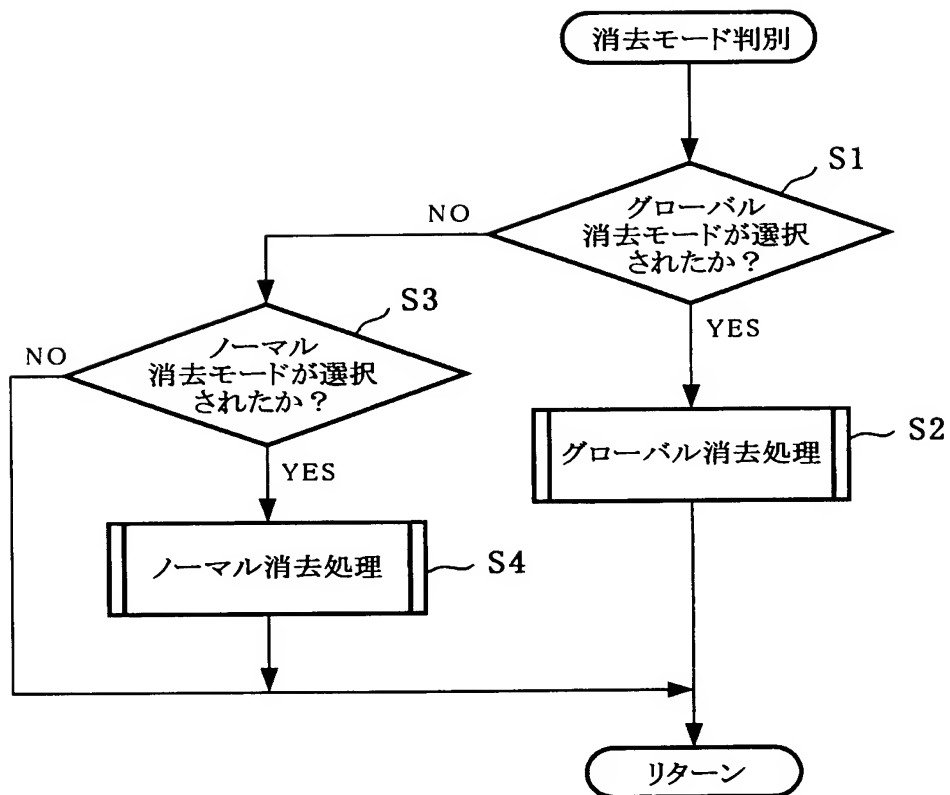 消去モード判別
S1
グローバル
消去モードが選択
されたか？
NO
YES
S3
ノーマル
消去モードが選択
されたか？
NO
YES
S2
グローバル消去処理
S4
ノーマル消去処理
リターン